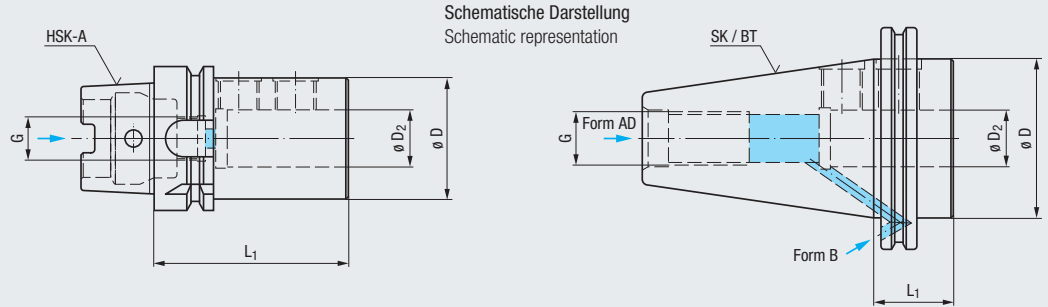 Schematische Darstellung
Schematic representation
HSK-A
G
ø D2
ø D
L1
SK / BT
Form AD
G
ø D2
ø D
Form B
L1